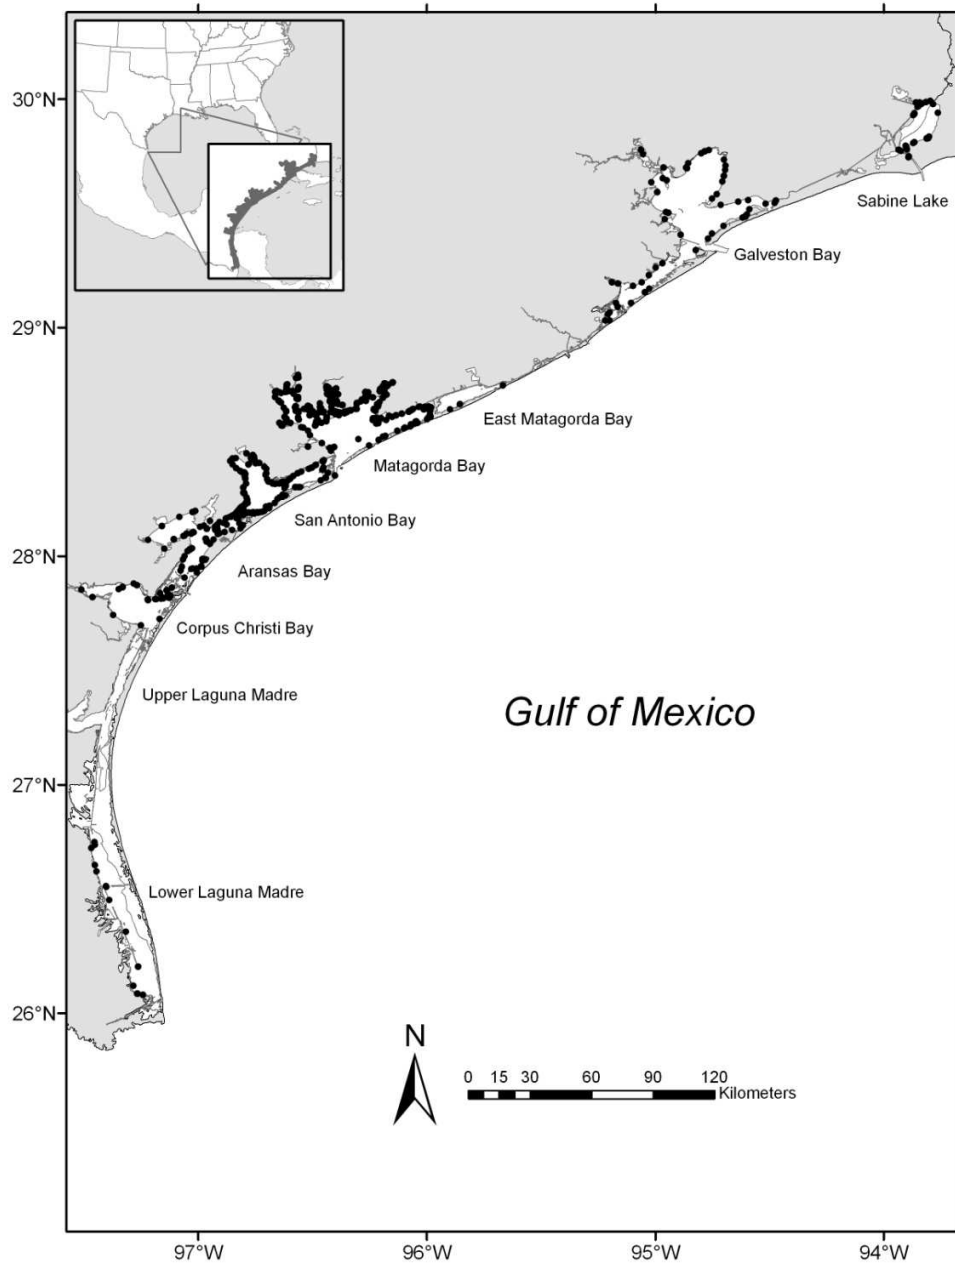 30°N
Sabine Lake
Galveston Bay
29°N
East Matagorda Bay
Matagorda Bay
San Antonio Bay
28°N
Aransas Bay
Corpus Christi Bay
Upper Laguna Madre
Gulf of Mexico
27°N
Lower Laguna Madre
26°N
N
0 15 30 60 90 120
Kilometers
97°W 96°W 95°W 94°W